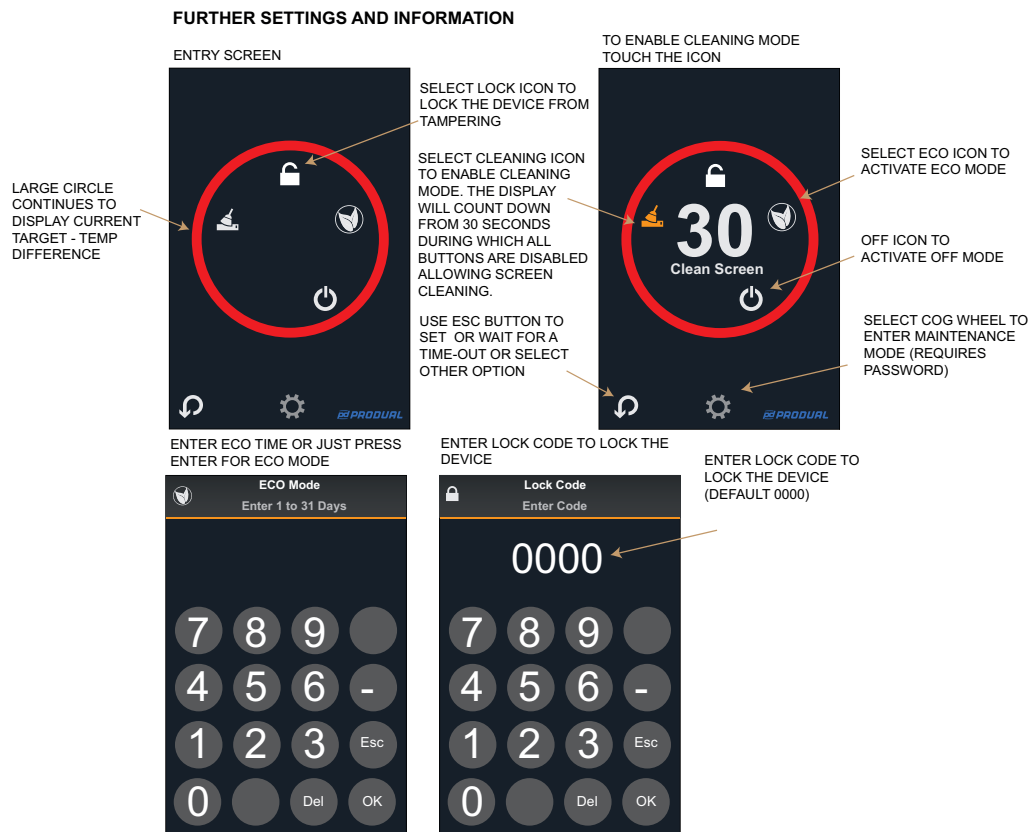 FURTHER SETTINGS AND INFORMATION
ENTRY SCREEN
TO ENABLE CLEANING MODE
TOUCH THE ICON
SELECT LOCK ICON TO
LOCK THE DEVICE FROM
TAMPERING
LARGE CIRCLE
CONTINUES TO
DISPLAY CURRENT
TARGET - TEMP
DIFFERENCE
SELECT CLEANING ICON
TO ENABLE CLEANING
MODE. THE DISPLAY
WILL COUNT DOWN
FROM 30 SECONDS
DURING WHICH ALL
BUTTONS ARE DISABLED
ALLOWING SCREEN
CLEANING.
USE ESC BUTTON TO
SET OR WAIT FOR A
TIME-OUT OR SELECT
OTHER OPTION
30
Clean Screen
SELECT ECO ICON TO
ACTIVATE ECO MODE
OFF ICON TO
ACTIVATE OFF MODE
SELECT COG WHEEL TO
ENTER MAINTENANCE
MODE (REQUIRES
PASSWORD)
PRODUAL
PRODUAL
ENTER ECO TIME OR JUST PRESS
ENTER FOR ECO MODE
ECO Mode
Enter 1 to 31 Days
7 8 9
4 5 6 -
1 2 3 Esc
0 Del OK
ENTER LOCK CODE TO LOCK THE
DEVICE
Lock Code
Enter Code
0000
7 8 9
4 5 6 -
1 2 3 Esc
0 Del OK
ENTER LOCK CODE TO
LOCK THE DEVICE
(DEFAULT 0000)